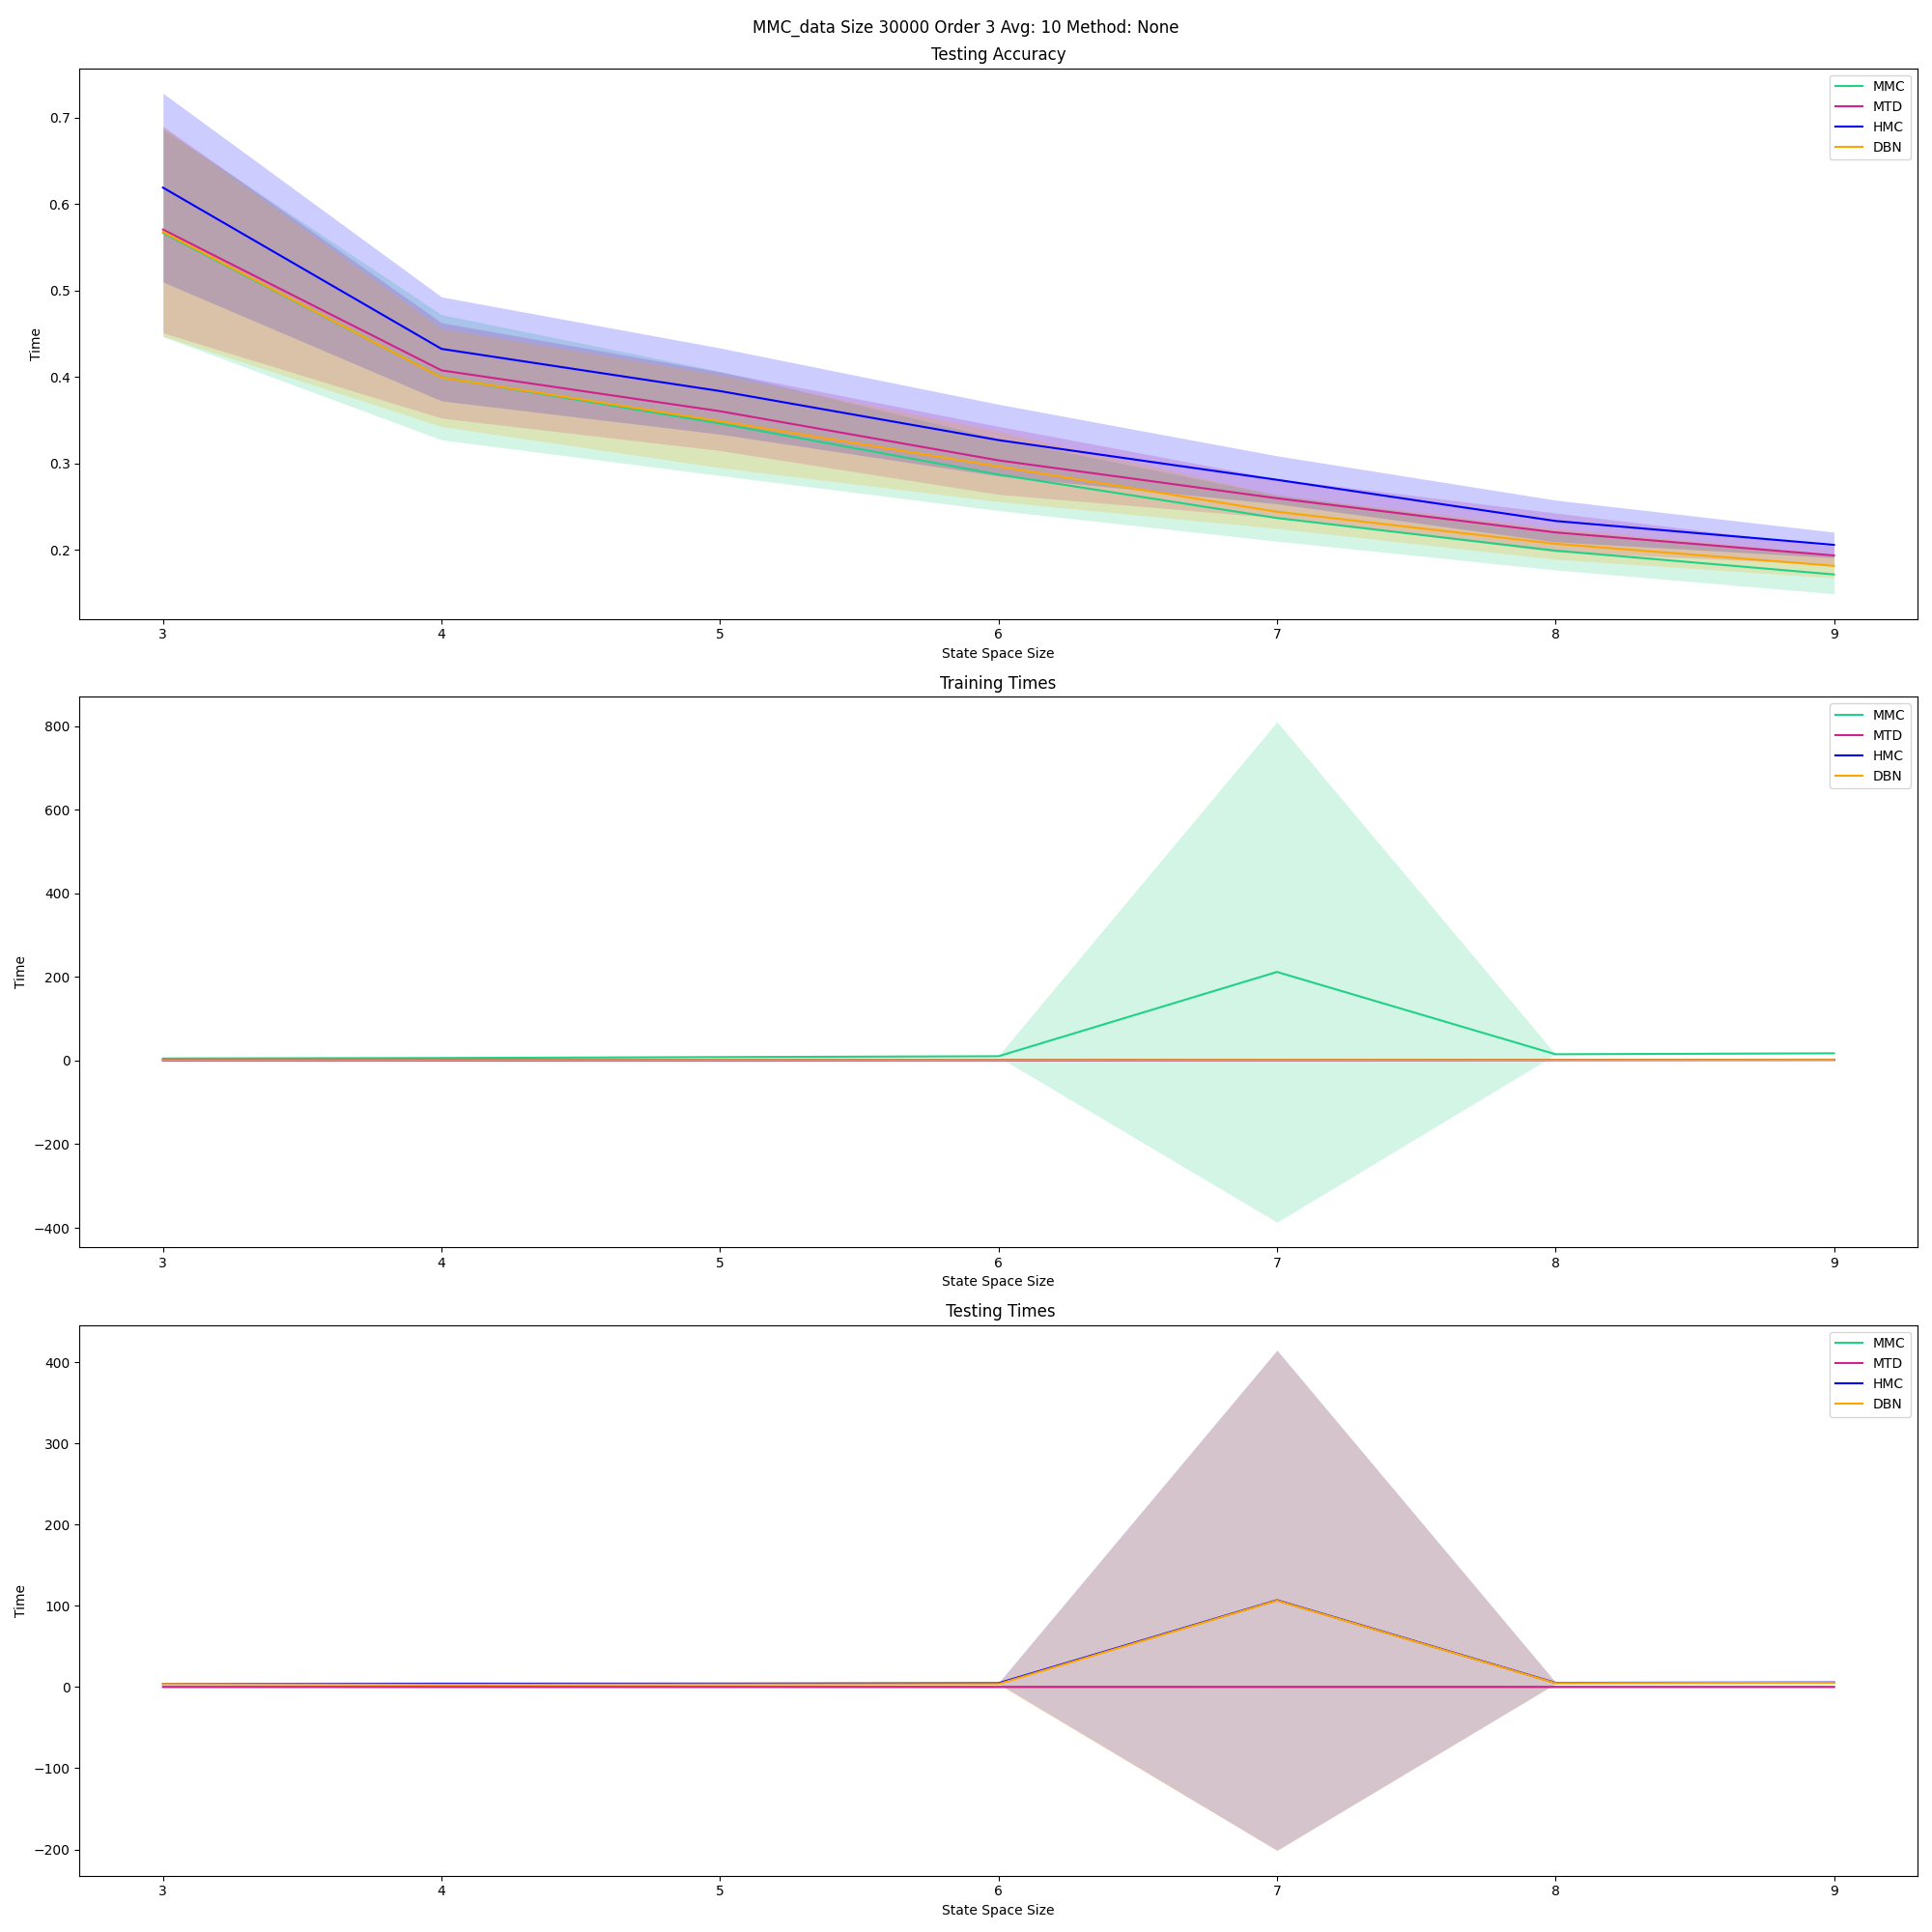 MMC_data Size 30000 Order 3 Avg: 10 Method: None
Testing Accuracy
0.7
0.6
0.5
0.4
0.3
0.2
Time
MMC
MTD
HMC
DBN
3 4 5 6 7 8 9
State Space Size
Training Times
800
600
400
200
0
−200
−400
Time
MMC
MTD
HMC
DBN
3 4 5 6 7 8 9
State Space Size
Testing Times
400
300
200
100
0
−100
−200
Time
MMC
MTD
HMC
DBN
3 4 5 6 7 8 9
State Space Size